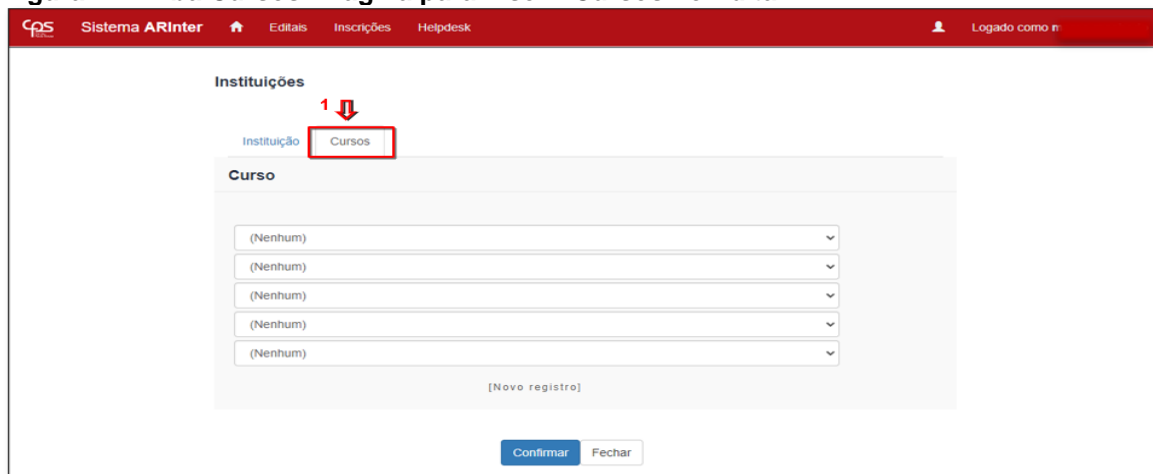 cps Sistema ARInter Editais Inscrições Helpdesk Logado como m
Instituições
1
Instituição Cursos
Curso
(Nenhum)
(Nenhum)
(Nenhum)
(Nenhum)
(Nenhum)
[Novo registro]
Confirmar Fechar